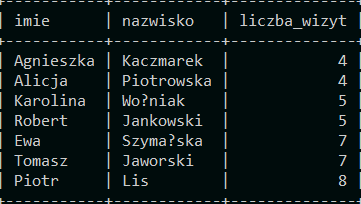 imie | nazwisko | liczba_wizyt
Agnieszka | Kaczmarek | 4
Alicja | Piotrowska | 4
Karolina | Wo?niak | 5
Robert | Jankowski | 5
Ewa | Szyma?ska | 7
Tomasz | Jaworski | 7
Piotr | Lis | 8